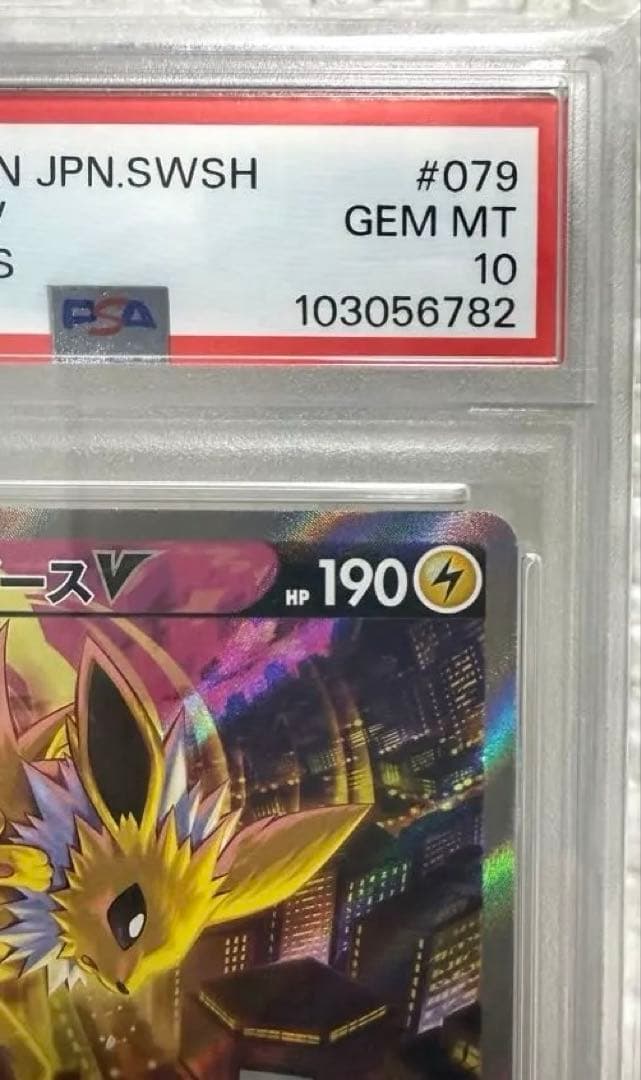 N JPN.SWSH #079
GEM MT
S 10
PSA 103056782
ースV HP 190